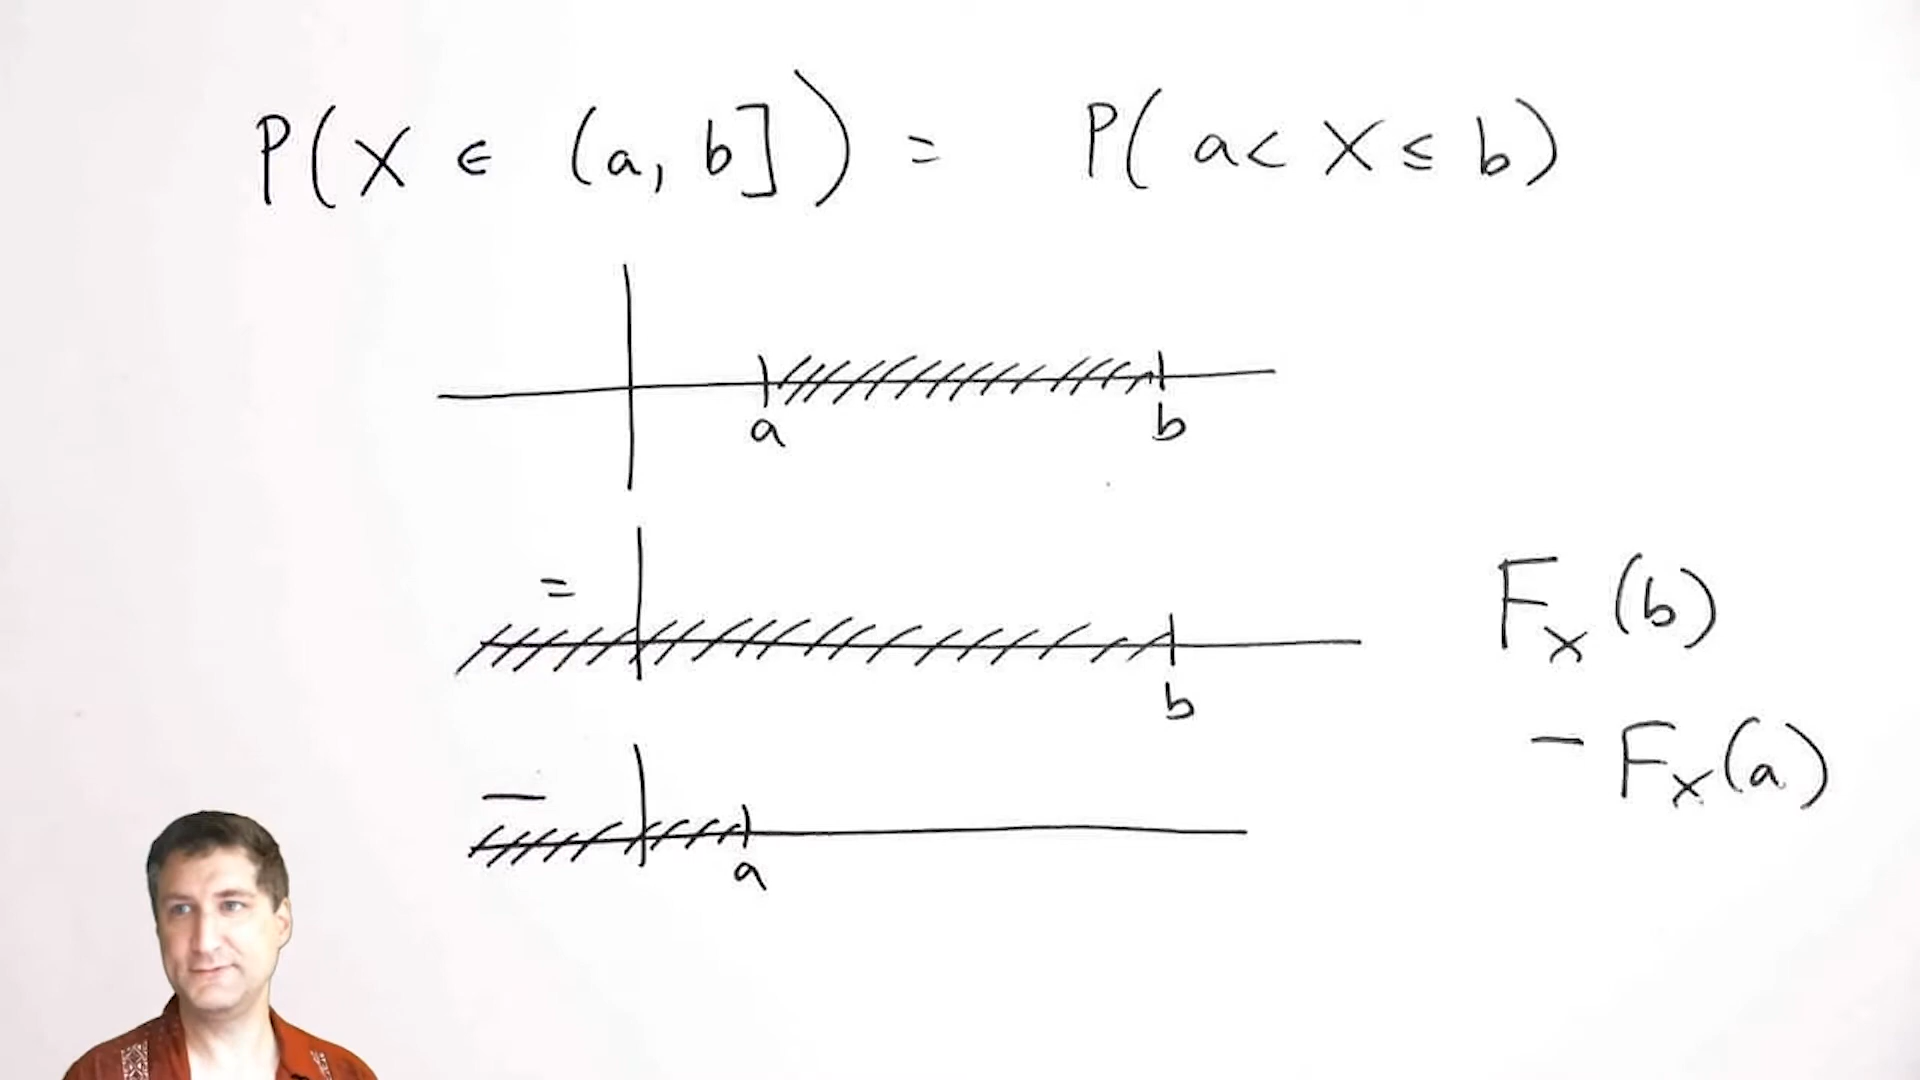 P(X ∈ (a, b]) = P( a< X ≤ b)
a b
=
F_X (b)
b
− F_X(a)
−
a